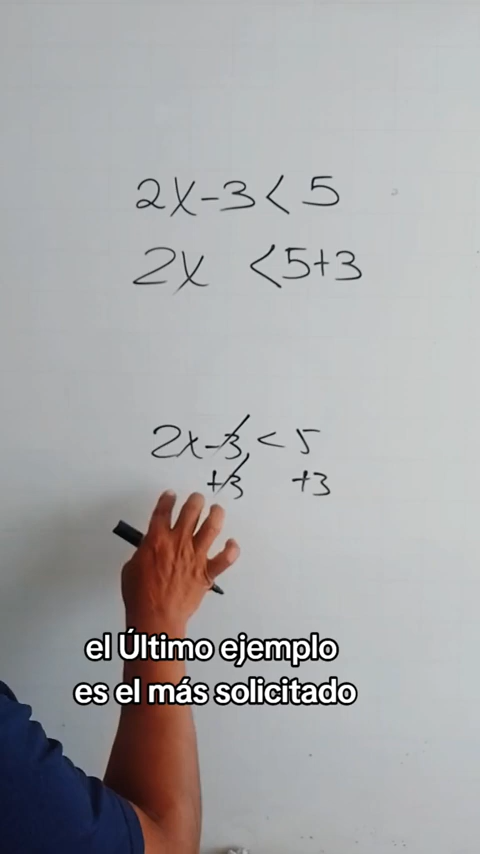 2x-3<5
2x <5+3
2x-3<5
+3 +3
el Último ejemplo
es el más solicitado